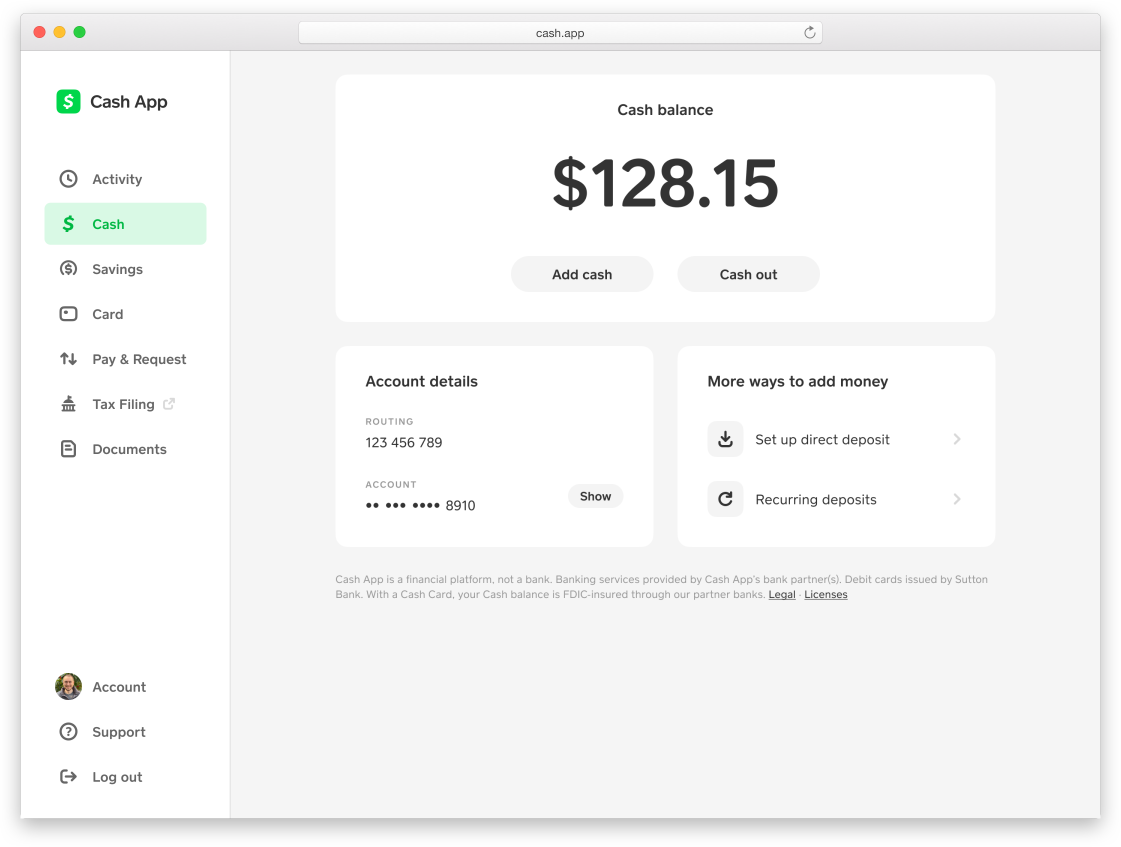 cash.app
Cash App
Activity
Cash
Savings
Card
Pay & Request
Tax Filing
Documents
Account
Support
Log out
Cash balance
$128.15
Add cash
Cash out
Account details
ROUTING
123 456 789
ACCOUNT
•• ••• •••• 8910
Show
More ways to add money
Set up direct deposit
Recurring deposits
Cash App is a financial platform, not a bank. Banking services provided by Cash App's bank partner(s). Debit cards issued by Sutton
Bank. With a Cash Card, your Cash balance is FDIC-insured through our partner banks. Legal · Licenses